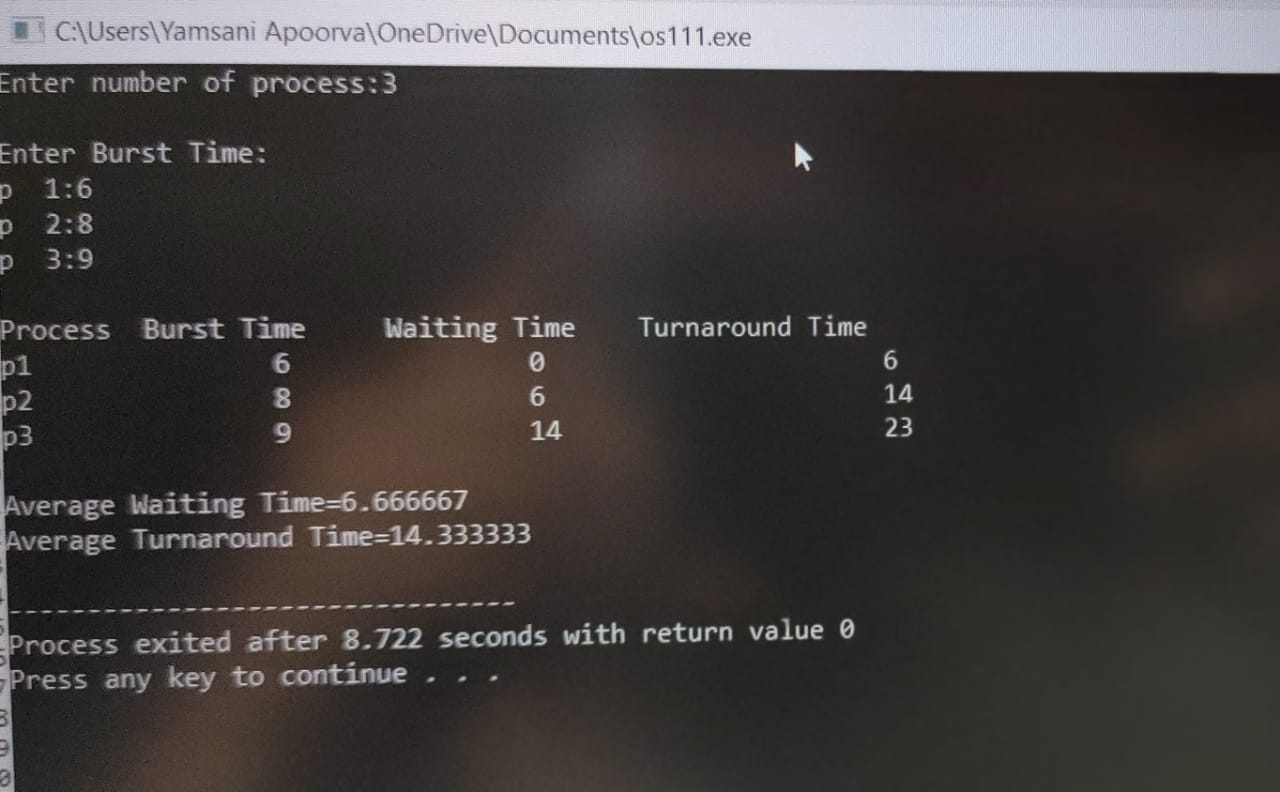 C:\Users\Yamsani Apoorva\OneDrive\Documents\os111.exe
Enter number of process:3
Enter Burst Time:
p  1:6
p  2:8
p  3:9
Process  Burst Time     Waiting Time    Turnaround Time
p1               6               0                      6
p2               8               6                      14
p3               9               14                     23
Average Waiting Time=6.666667
Average Turnaround Time=14.333333
--------------------------------
Process exited after 8.722 seconds with return value 0
Press any key to continue . . .